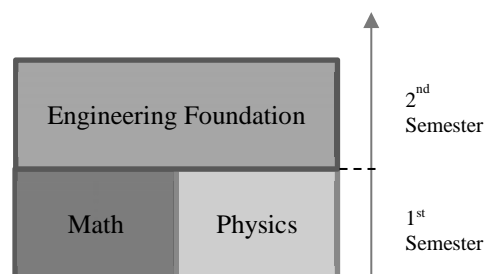 Engineering Foundation
2nd
Semester
Math
Physics
1st
Semester